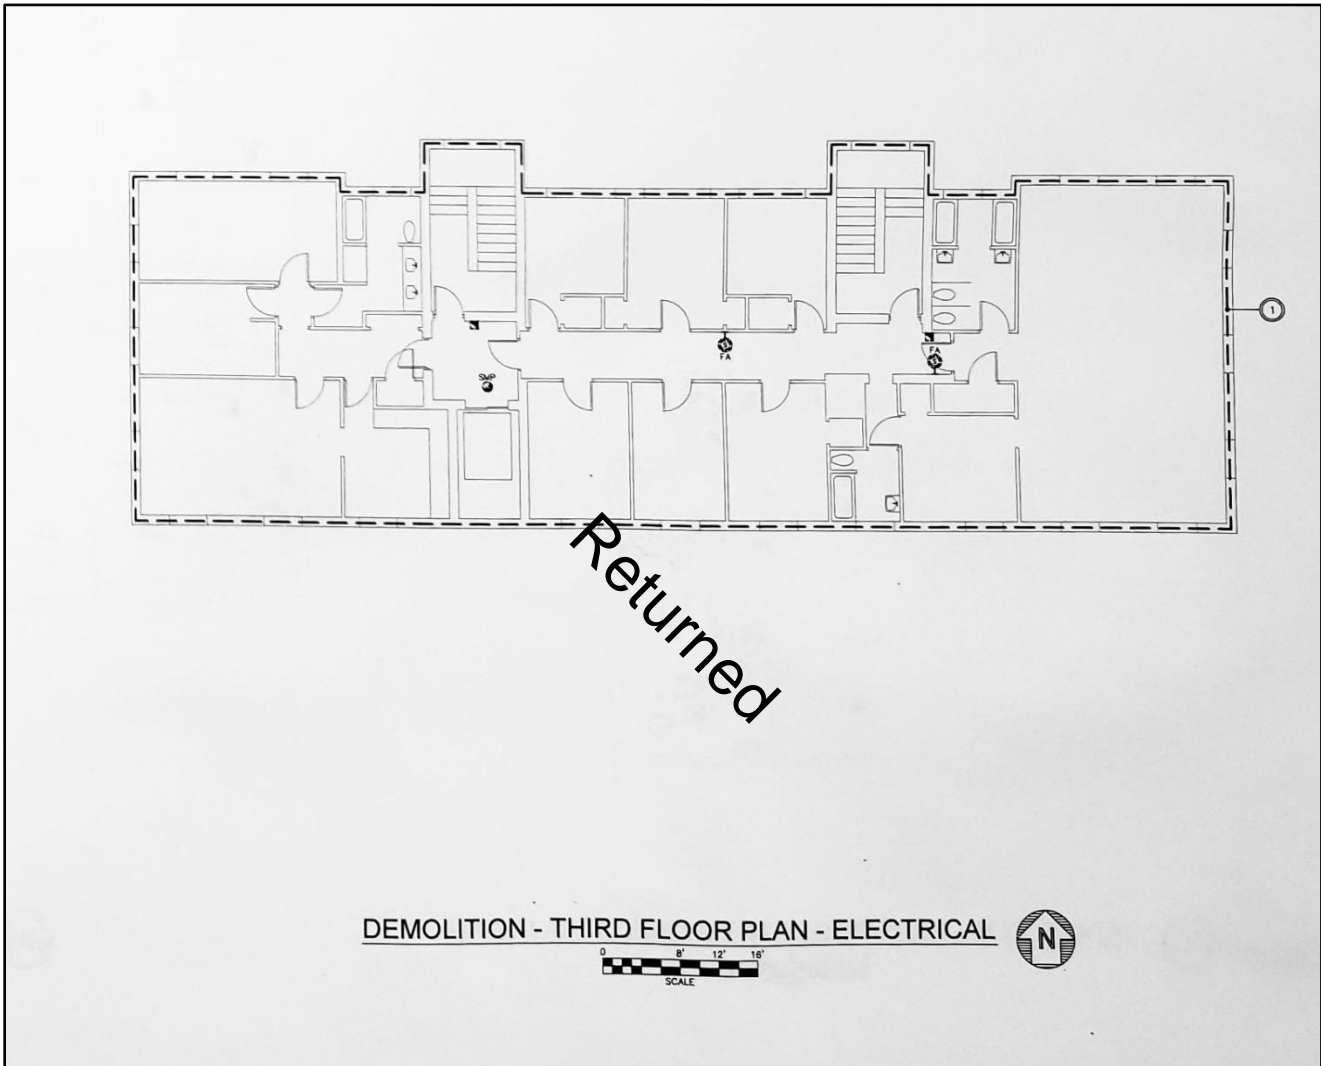 1
FA
FA
SMP
Returned
DEMOLITION - THIRD FLOOR PLAN - ELECTRICAL
N
0 8' 12' 16'
SCALE